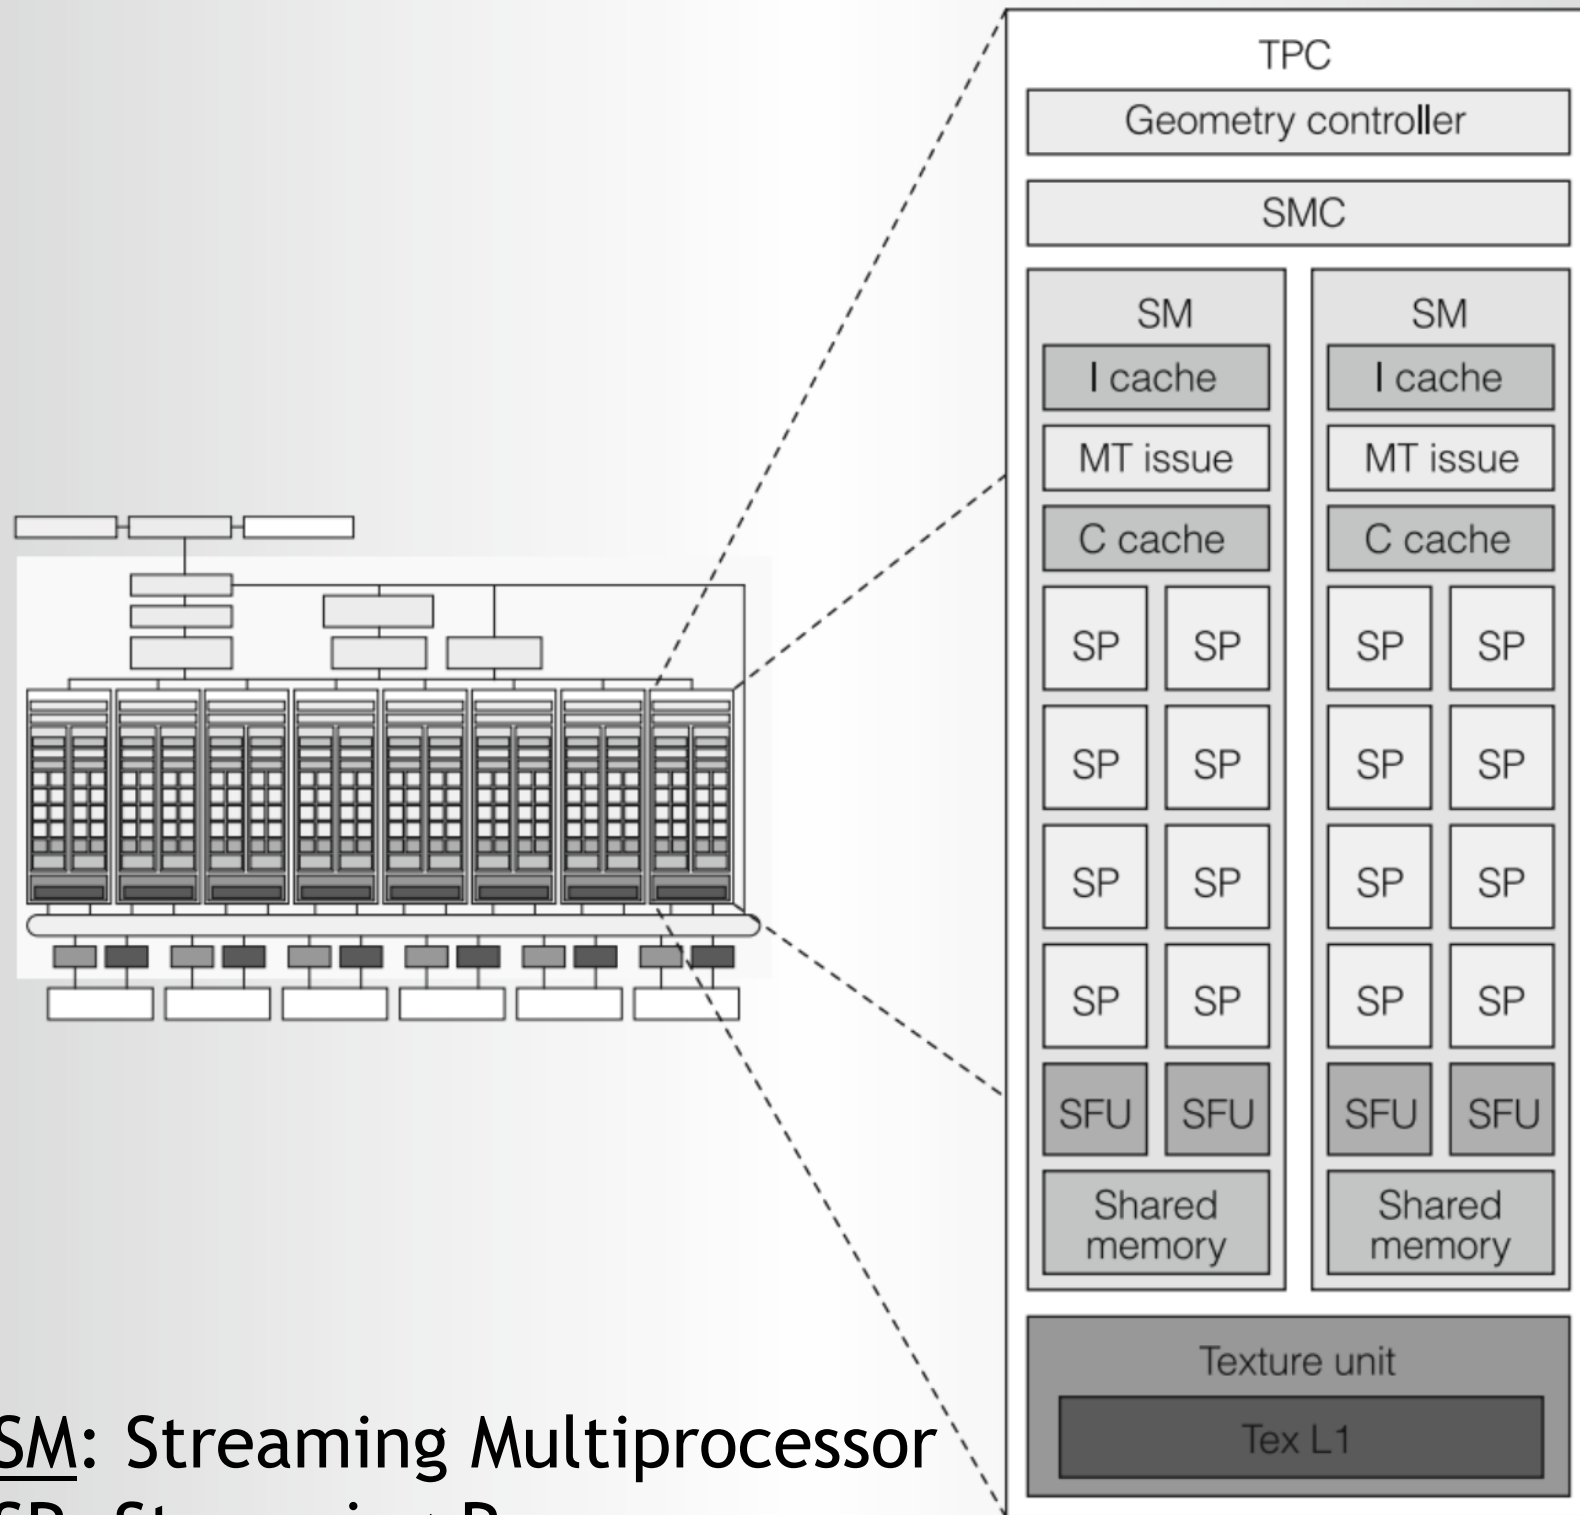 TPC
Geometry controller
SMC
SM
I cache
MT issue
C cache
SP SP
SP SP
SP SP
SP SP
SFU SFU
Shared
memory
SM
I cache
MT issue
C cache
SP SP
SP SP
SP SP
SP SP
SFU SFU
Shared
memory
Texture unit
Tex L1
SM: Streaming Multiprocessor